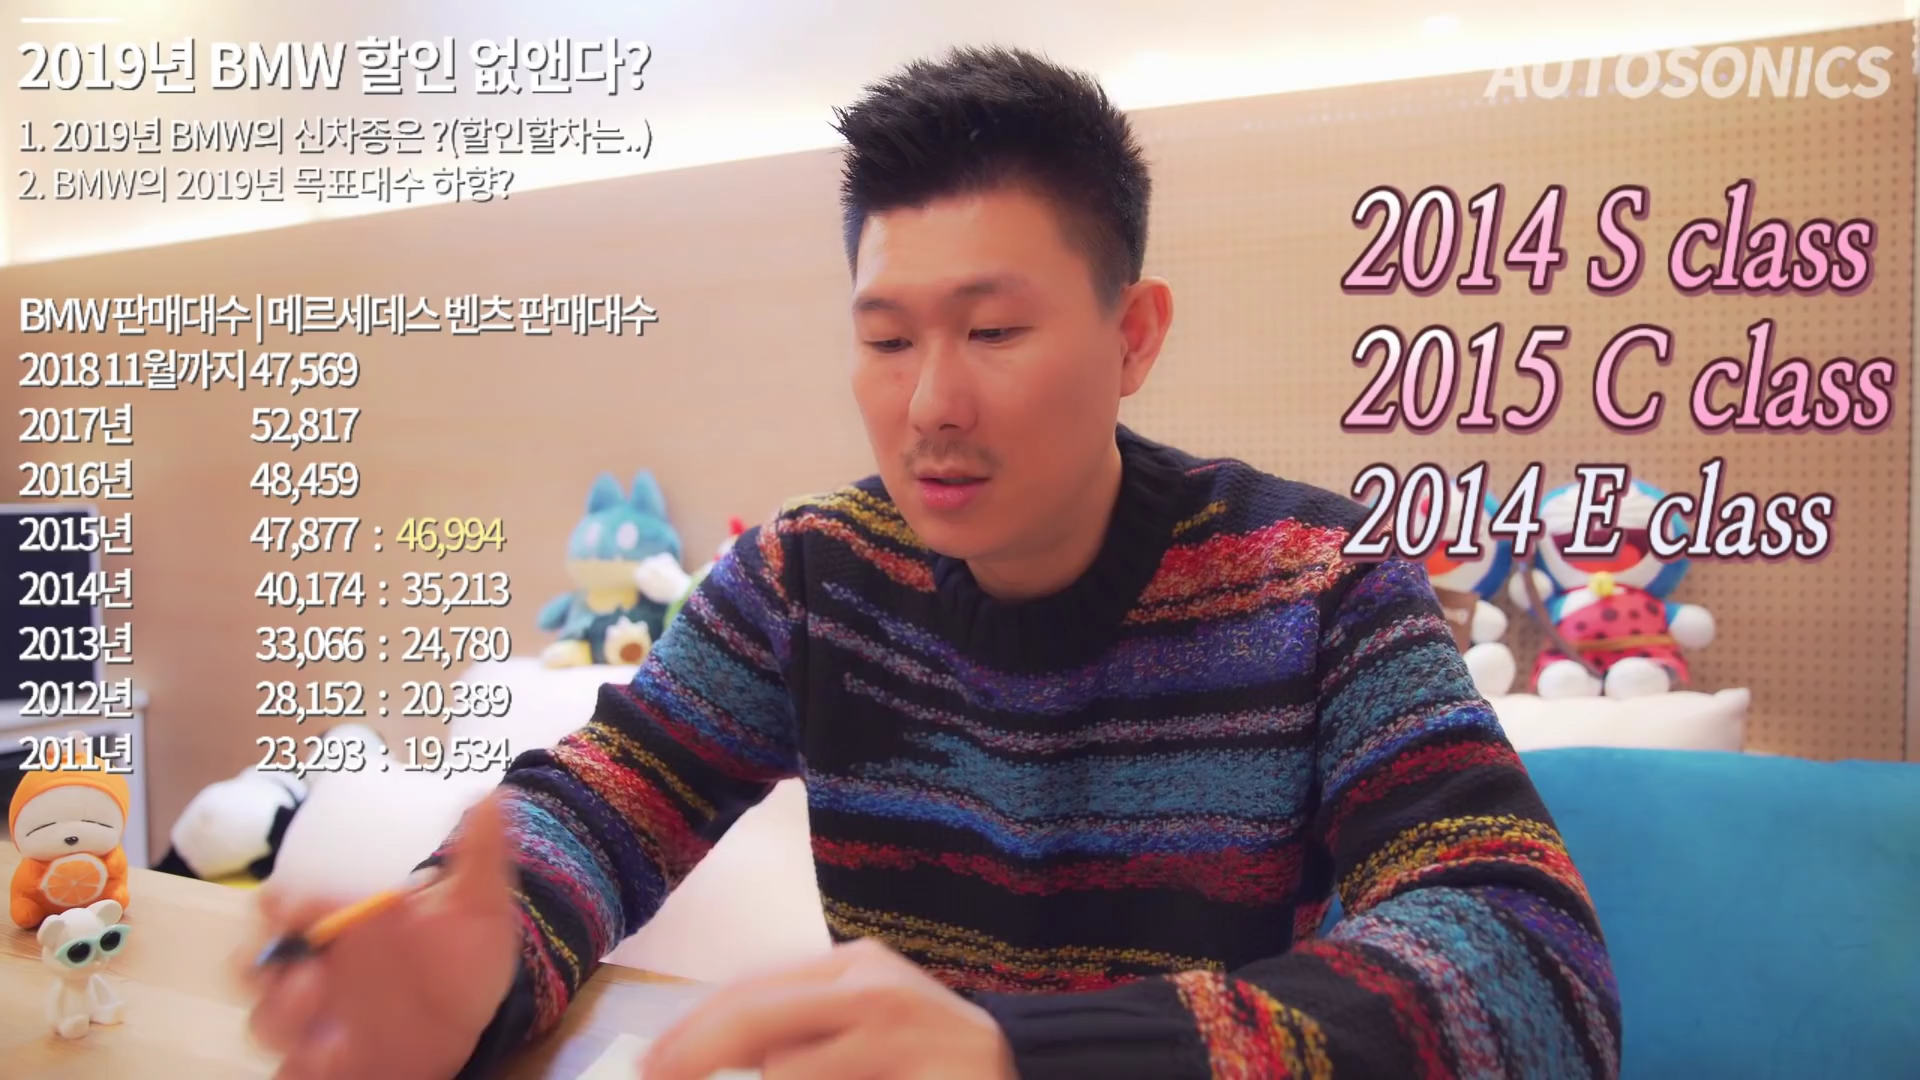 2019년 BMW 할인 없앤다?
1. 2019년 BMW의 신차종은 ?(할인할차는..)
2. BMW의 2019년 목표대수 하향?
AUTOSONICS
BMW 판매대수 | 메르세데스 벤츠 판매대수
2018 11월까지 47,569
2017년 52,817
2016년 48,459
2015년 47,877 : 46,994
2014년 40,174 : 35,213
2013년 33,066 : 24,780
2012년 28,152 : 20,389
2011년 23,293 : 19,534
2014 S class
2015 C class
2014 E class